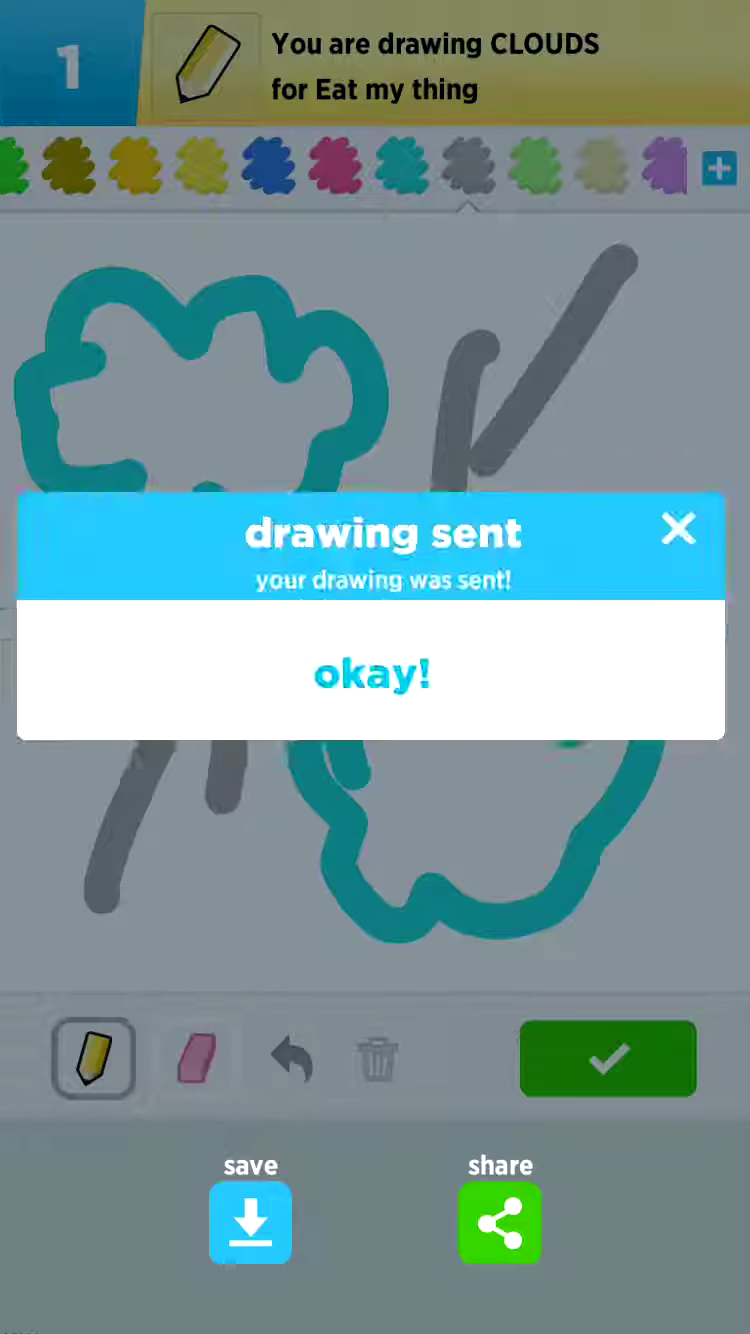 1
You are drawing CLOUDS
for Eat my thing
drawing sent
your drawing was sent!
okay!
save
share